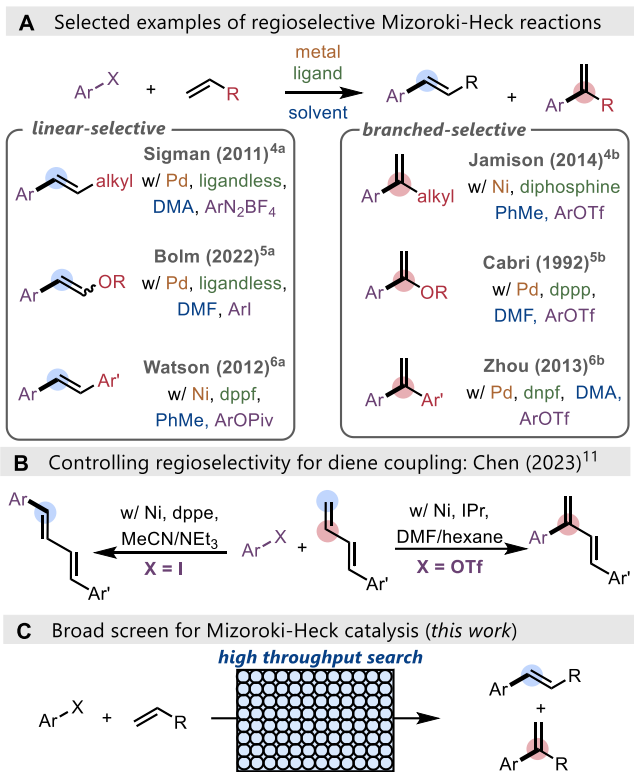 A Selected examples of regioselective Mizoroki-Heck reactions
Ar X + R
metal
ligand
solvent
Ar R + Ar R
linear-selective
Ar alkyl
Sigman (2011)4a
w/ Pd, ligandless,
DMA, ArN2BF4
Ar OR
Bolm (2022)5a
w/ Pd, ligandless,
DMF, ArI
Ar Ar'
Watson (2012)6a
w/ Ni, dppf,
PhMe, ArOPiv
branched-selective
Ar alkyl
Jamison (2014)4b
w/ Ni, diphosphine
PhMe, ArOTf
Ar OR
Cabri (1992)5b
w/ Pd, dppp,
DMF, ArOTf
Ar Ar'
Zhou (2013)6b
w/ Pd, dnpf, DMA,
ArOTf
B Controlling regioselectivity for diene coupling: Chen (2023)11
Ar Ar'
w/ Ni, dppe,
MeCN/NEt3
X = I
Ar X + Ar'
w/ Ni, IPr,
DMF/hexane
X = OTf
Ar Ar'
C Broad screen for Mizoroki-Heck catalysis (this work)
high throughput search
Ar X + R
Ar R
+
Ar R